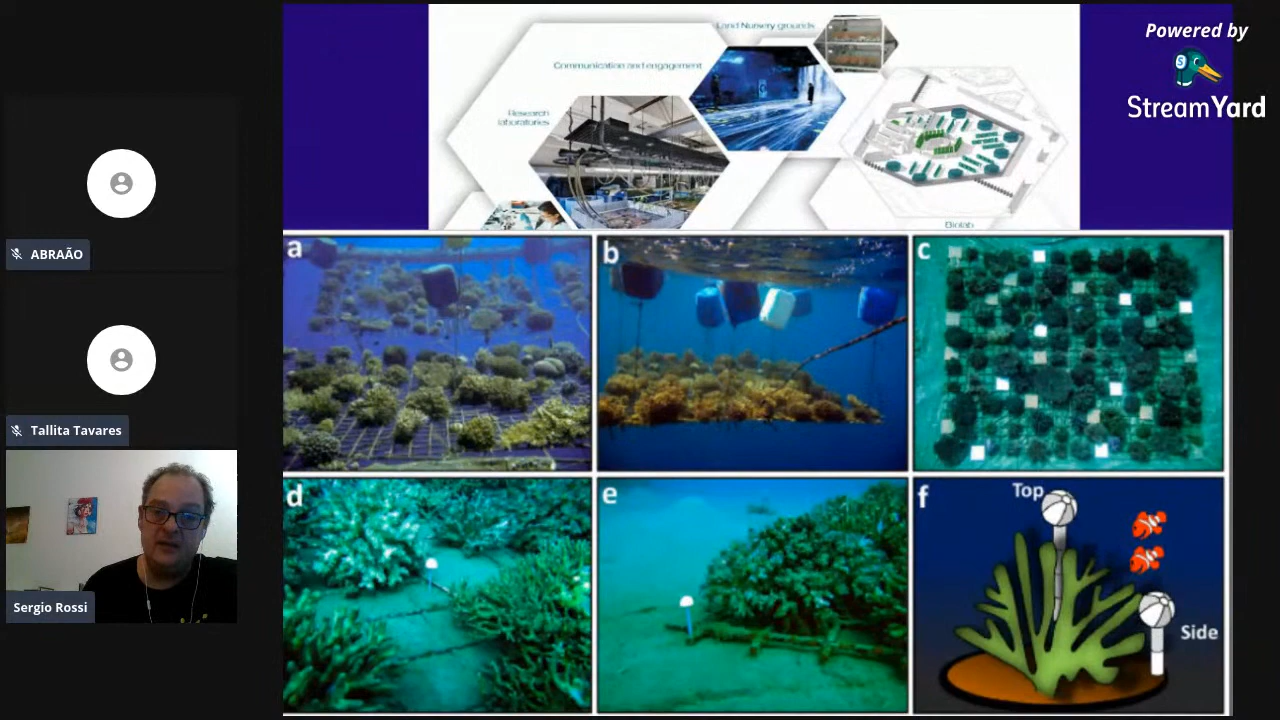 Land Nursery grounds
Communication and engagement
Research
laboratories
Biolab
Powered by
StreamYard
ABRAÃO
Tallita Tavares
Sergio Rossi
a
b
c
d
e
f
Top
Side